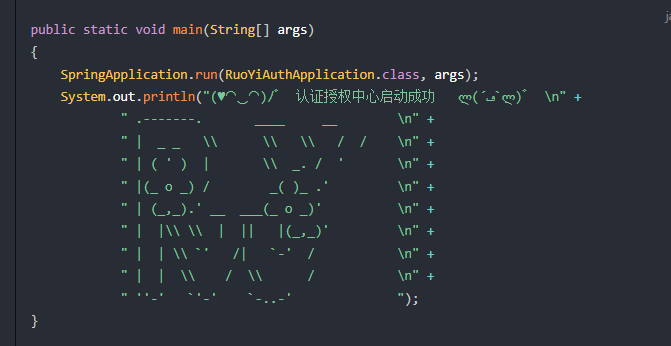 ja
public static void main(String[] args)
{
    SpringApplication.run(RuoYiAuthApplication.class, args);
    System.out.println("(♥◠‿◠)ﾉﾞ  认证授权中心启动成功   ლ(´ڡ`ლ)ﾞ  \n" +
            " .-------.       ____     __        \n" +
            " |  _ _   \\      \\   \\   /  /    \n" +
            " | ( ' )  |       \\  _. /  '       \n" +
            " |(_ o _) /        _( )_ .'         \n" +
            " | (_,_).' __  ___(_ o _)'          \n" +
            " |  |\\ \\  |  ||   |(_,_)'         \n" +
            " |  | \\ `'   /|   `-'  /           \n" +
            " |  |  \\    /  \\      /           \n" +
            " ''-'   `'-'    `-..-'              ");
}